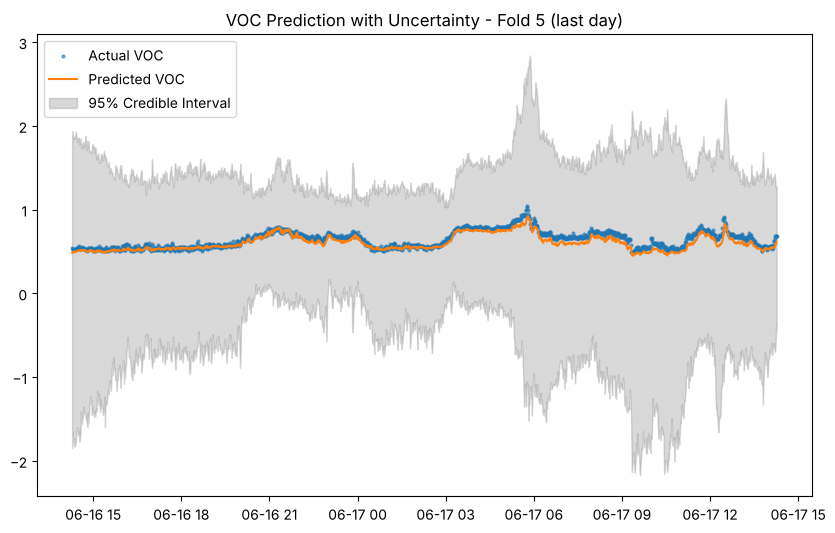 VOC Prediction with Uncertainty - Fold 5 (last day)
Actual VOC
Predicted VOC
95% Credible Interval
3
2
1
0
−1
−2
06-16 15 06-16 18 06-16 21 06-17 00 06-17 03 06-17 06 06-17 09 06-17 12 06-17 15